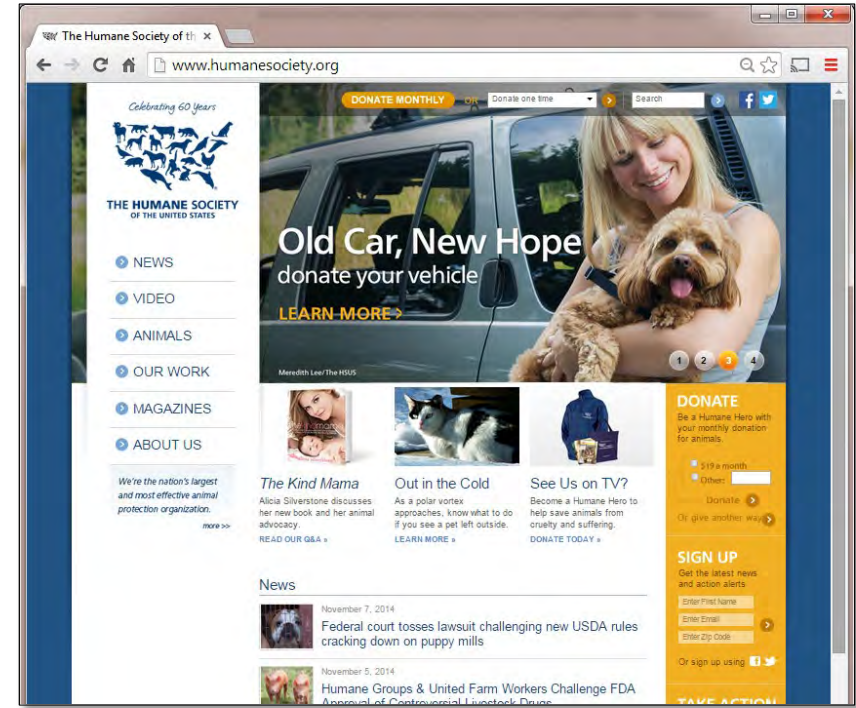 The Humane Society of th
www.humanesociety.org
Celebrating 60 Years
THE HUMANE SOCIETY
OF THE UNITED STATES
NEWS
VIDEO
ANIMALS
OUR WORK
MAGAZINES
ABOUT US
We're the nation's largest
and most effective animal
protection organization.
more >>
DONATE MONTHLY OR Donate one time Search
Old Car, New Hope
donate your vehicle
LEARN MORE >
Meredith Lee/The HSUS
1 2 3 4
The Kind Mama
Alicia Silverstone discusses
her new book and her animal
advocacy.
READ OUR Q&A »
Out in the Cold
As a polar vortex
approaches, know what to do
if you see a pet left outside.
LEARN MORE »
See Us on TV?
Become a Humane Hero to
help save animals from
cruelty and suffering.
DONATE TODAY »
News
November 7, 2014
Federal court tosses lawsuit challenging new USDA rules
cracking down on puppy mills
November 5, 2014
Humane Groups & United Farm Workers Challenge FDA
Approval of Controversial Livestock Drugs
DONATE
Be a Humane Hero with
your monthly donation
for animals.
$19 a month
Other:
Donate
Or give another way
SIGN UP
Get the latest news
and action alerts
Enter First Name
Enter Email
Enter Zip Code
Or sign up using
TAKE ACTION